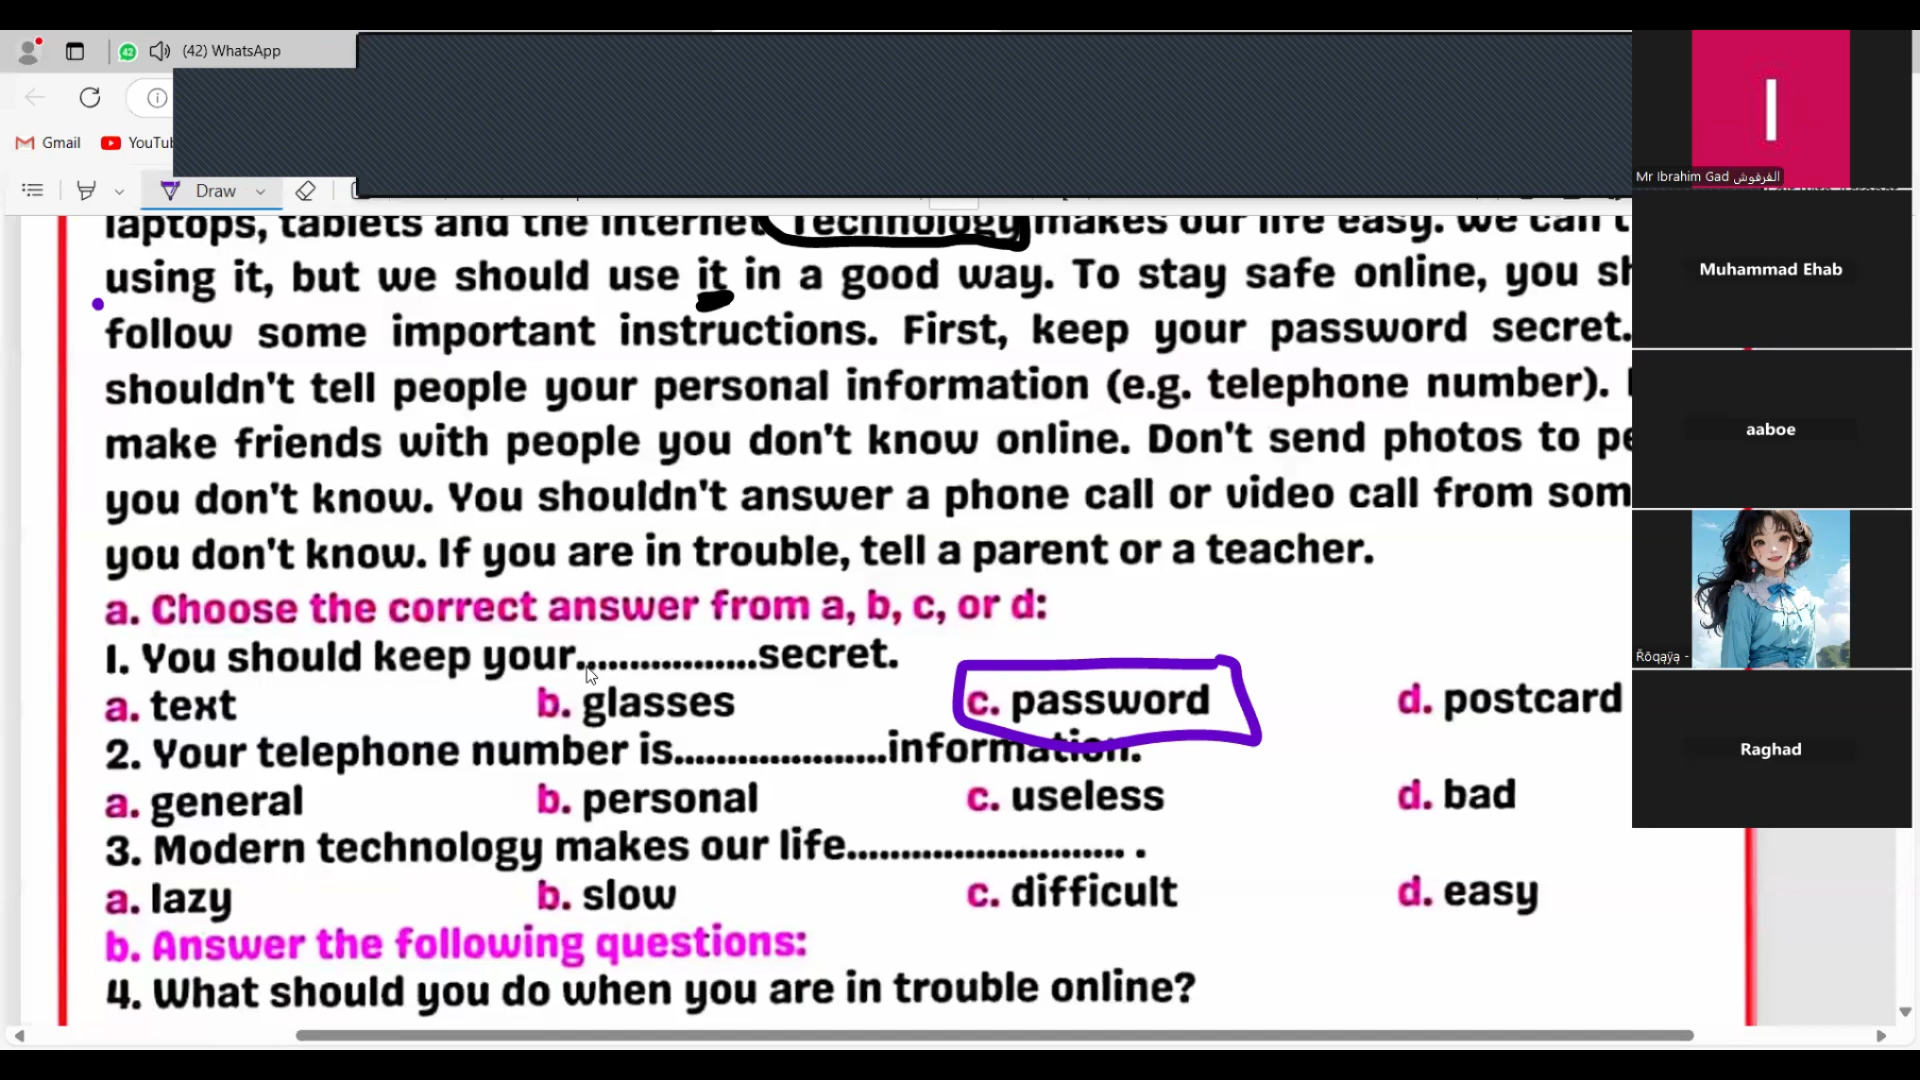 (42) WhatsApp
Gmail
Draw
Mr Ibrahim Gad الفرفوش
Muhammad Ehab
aaboe
Řôqąÿą -
Raghad
laptops, tablets and the internet Technology makes our life easy. We can't
using it, but we should use it in a good way. To stay safe online, you
follow some important instructions. First, keep your password secret.
shouldn't tell people your personal information (e.g. telephone number).
make friends with people you don't know online. Don't send photos to
you don't know. You shouldn't answer a phone call or video call from
you don't know. If you are in trouble, tell a parent or a teacher.
a. Choose the correct answer from a, b, c, or d:
1. You should keep your.................secret.
a. text b. glasses c. password d. postcard
2. Your telephone number is....................information.
a. general b. personal c. useless d. bad
3. Modern technology makes our life.......................... .
a. lazy b. slow c. difficult d. easy
b. Answer the following questions:
4. What should you do when you are in trouble online?